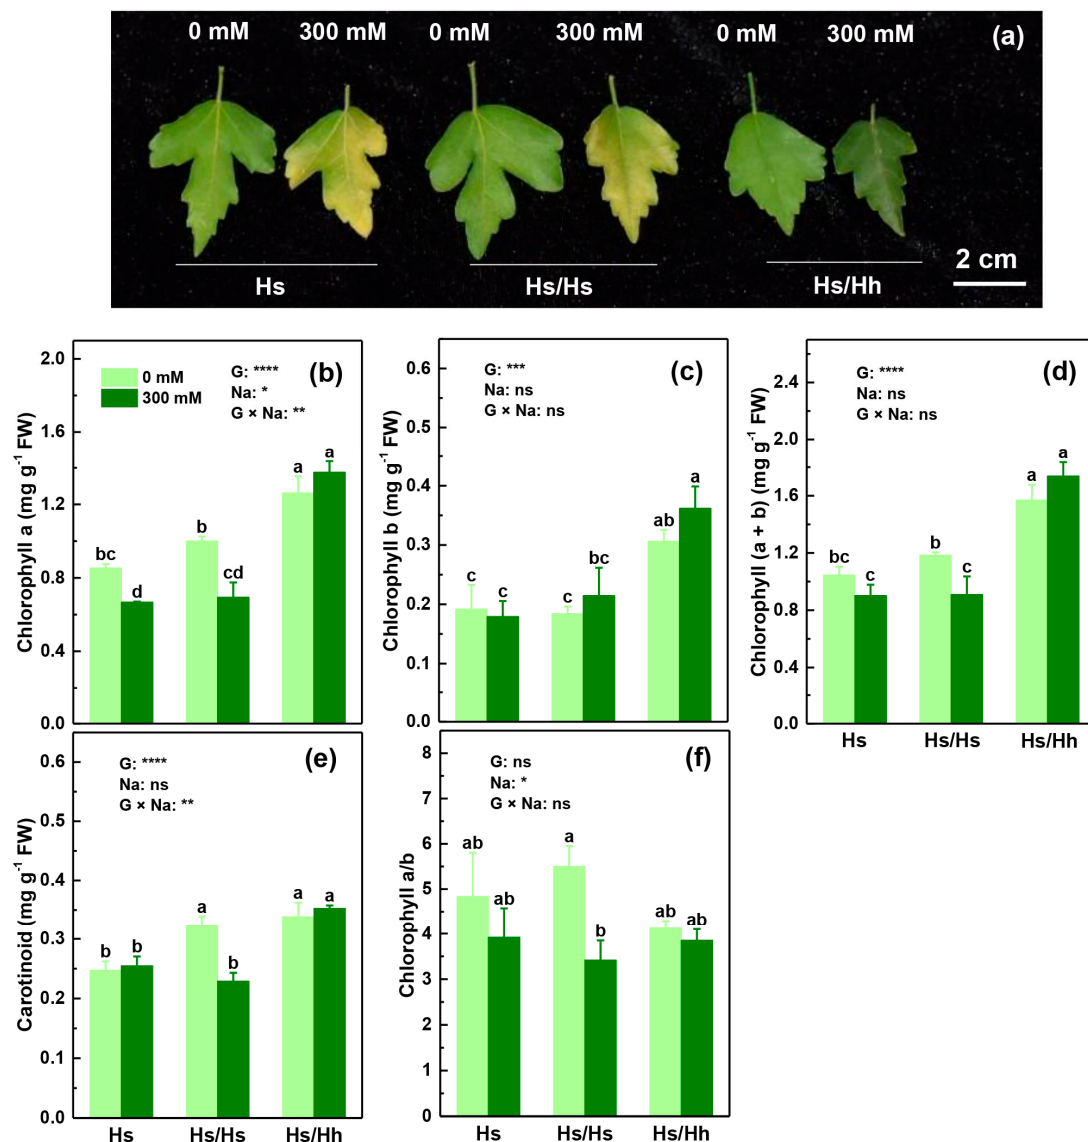 0 mM 300 mM 0 mM 300 mM 0 mM 300 mM (a)
Hs Hs/Hs Hs/Hh 2 cm
(b)
0 mM
300 mM
G: ****
Na: *
G × Na: **
Chlorophyll a (mg g⁻¹ FW)
2.0
1.6
1.2
0.8
0.4
0.0
bc d b cd a a
(c)
G: ***
Na: ns
G × Na: ns
Chlorophyll b (mg g⁻¹ FW)
0.6
0.5
0.4
0.3
0.2
0.1
0.0
c c c bc ab a
(d)
G: ****
Na: ns
G × Na: ns
Chlorophyll (a + b) (mg g⁻¹ FW)
2.4
2.0
1.6
1.2
0.8
0.4
0.0
bc c b c a a
Hs Hs/Hs Hs/Hh
(e)
G: ****
Na: ns
G × Na: **
Carotinoid (mg g⁻¹ FW)
0.6
0.5
0.4
0.3
0.2
0.1
0.0
b b a b a a
Hs Hs/Hs Hs/Hh
(f)
G: ns
Na: *
G × Na: ns
Chlorophyll a/b
8
7
6
5
4
3
2
1
0
ab ab a b ab ab
Hs Hs/Hs Hs/Hh